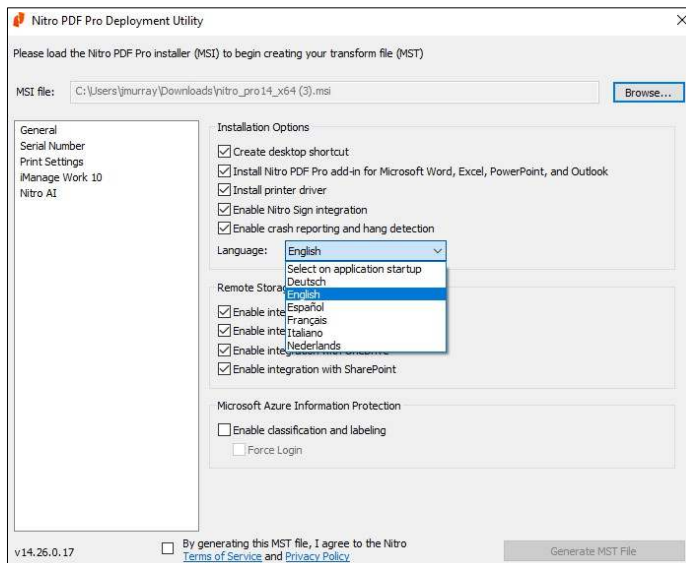 Nitro PDF Pro Deployment Utility
Please load the Nitro PDF Pro installer (MSI) to begin creating your transform file (MST)
MSI file: C:\Users\jmurray\Downloads\nitro_pro14_x64 (3).msi Browse...
General
Serial Number
Print Settings
iManage Work 10
Nitro AI
Installation Options
Create desktop shortcut
Install Nitro PDF Pro add-in for Microsoft Word, Excel, PowerPoint, and Outlook
Install printer driver
Enable Nitro Sign integration
Enable crash reporting and hang detection
Language: English
Select on application startup
Deutsch
English
Español
Français
Italiano
Nederlands
Remote
Enable
Enable
Enable
Enable integration with SharePoint
Microsoft Azure Information Protection
Enable classification and labeling
Force Login
v14.26.0.17
By generating this MST file, I agree to the Nitro
Terms of Service and Privacy Policy
Generate MST File